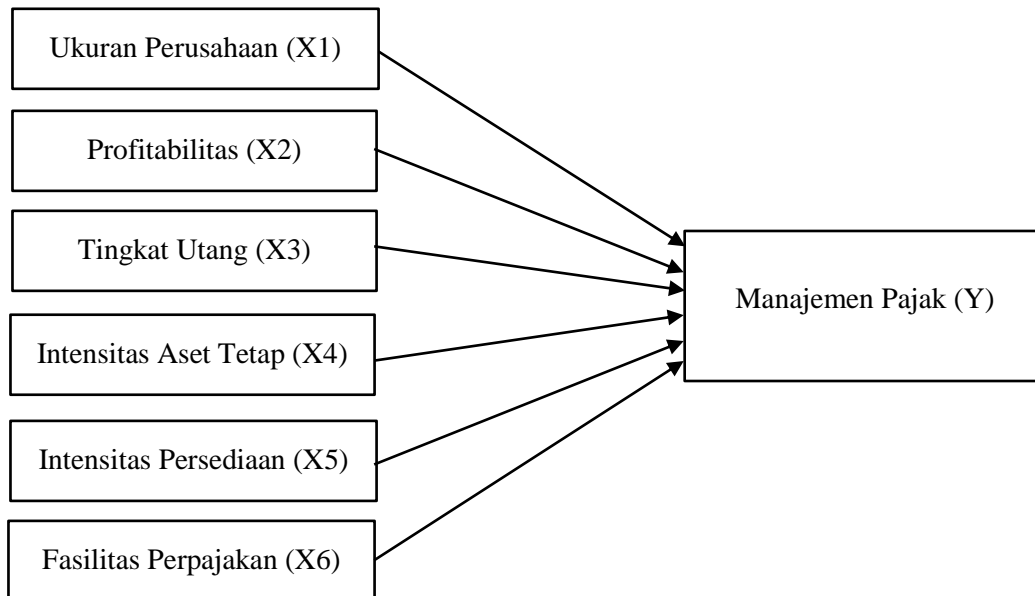 Ukuran Perusahaan (X1)
Profitabilitas (X2)
Tingkat Utang (X3)
Manajemen Pajak (Y)
Intensitas Aset Tetap (X4)
Intensitas Persediaan (X5)
Fasilitas Perpajakan (X6)